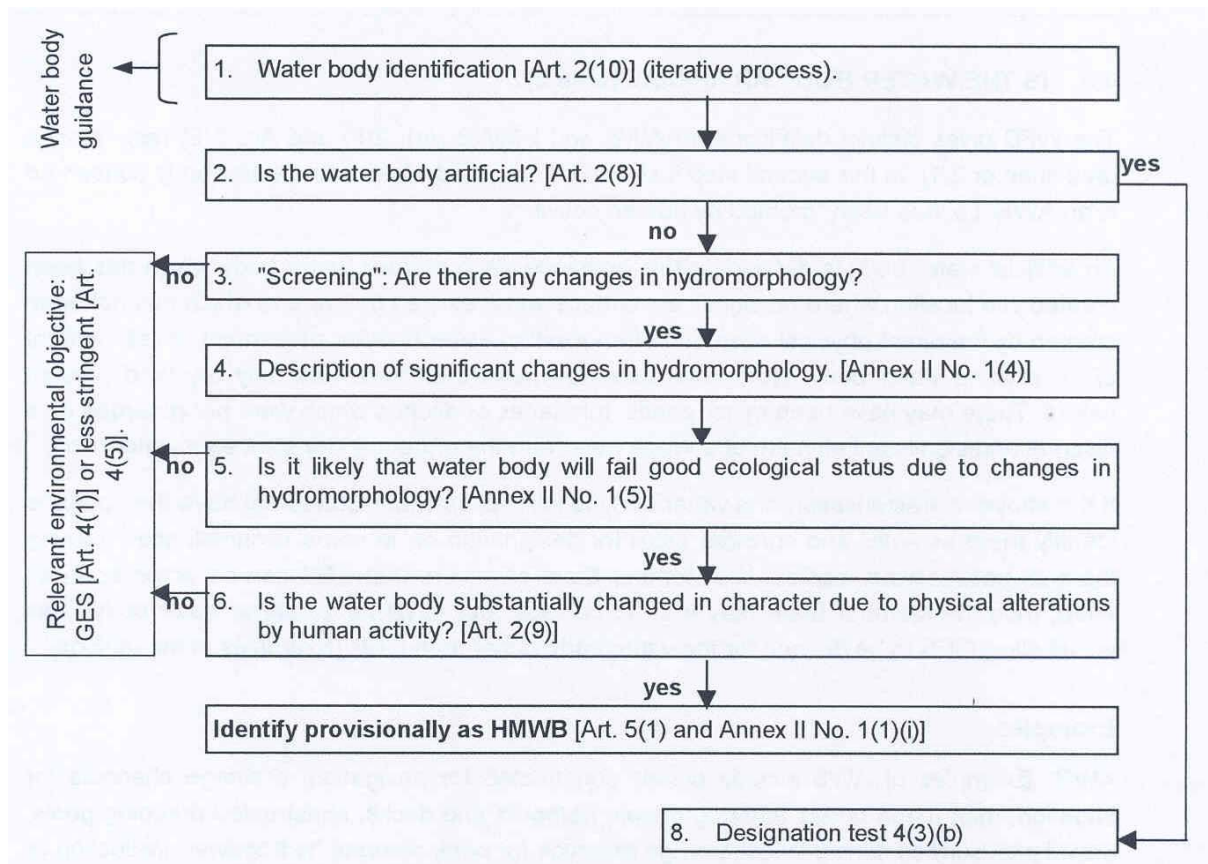 Water body
guidance
1. Water body identification [Art. 2(10)] (iterative process).
2. Is the water body artificial? [Art. 2(8)]
yes
no
Relevant environmental objective:
GES [Art. 4(1)] or less stringent [Art.
4(5)].
no
3. "Screening": Are there any changes in hydromorphology?
yes
4. Description of significant changes in hydromorphology. [Annex II No. 1(4)]
no
5. Is it likely that water body will fail good ecological status due to changes in
hydromorphology? [Annex II No. 1(5)]
yes
no
6. Is the water body substantially changed in character due to physical alterations
by human activity? [Art. 2(9)]
yes
Identify provisionally as HMWB [Art. 5(1) and Annex II No. 1(1)(i)]
8. Designation test 4(3)(b)